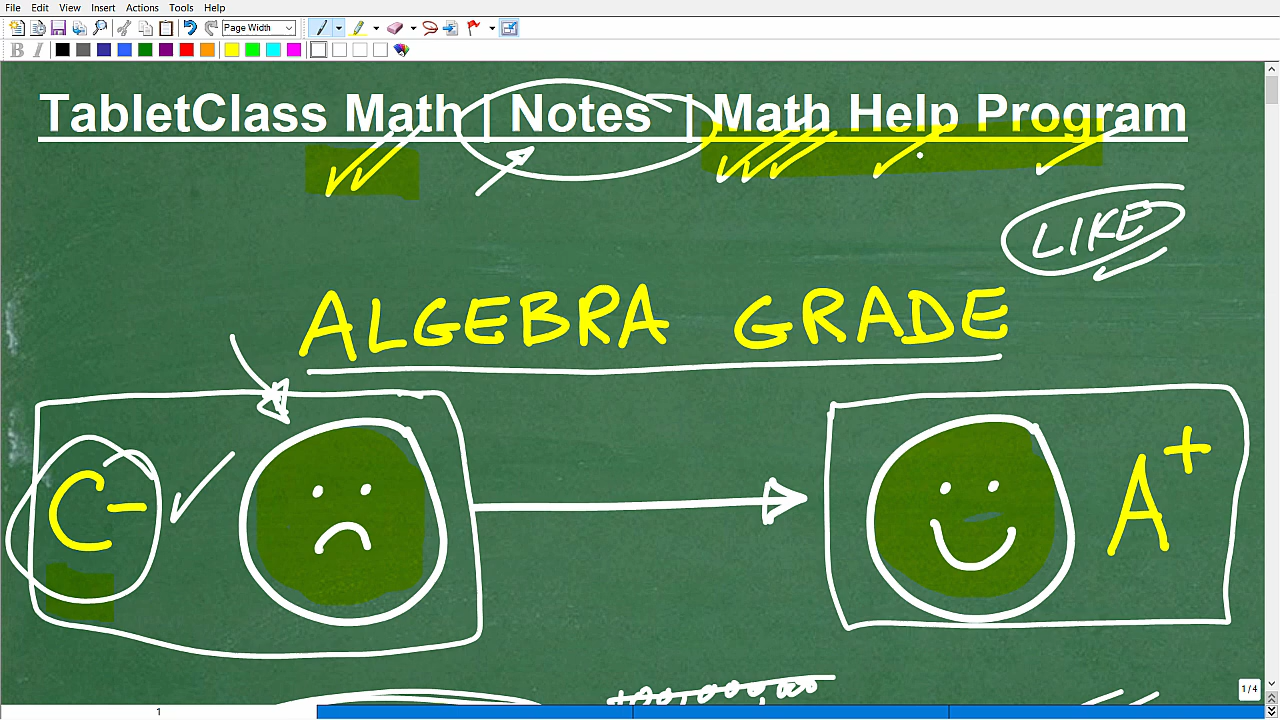 File Edit View Insert Actions Tools Help
Page Width
B I
TabletClass Math | Notes | Math Help Program
LIKE
ALGEBRA GRADE
C-
A+
1/4
1